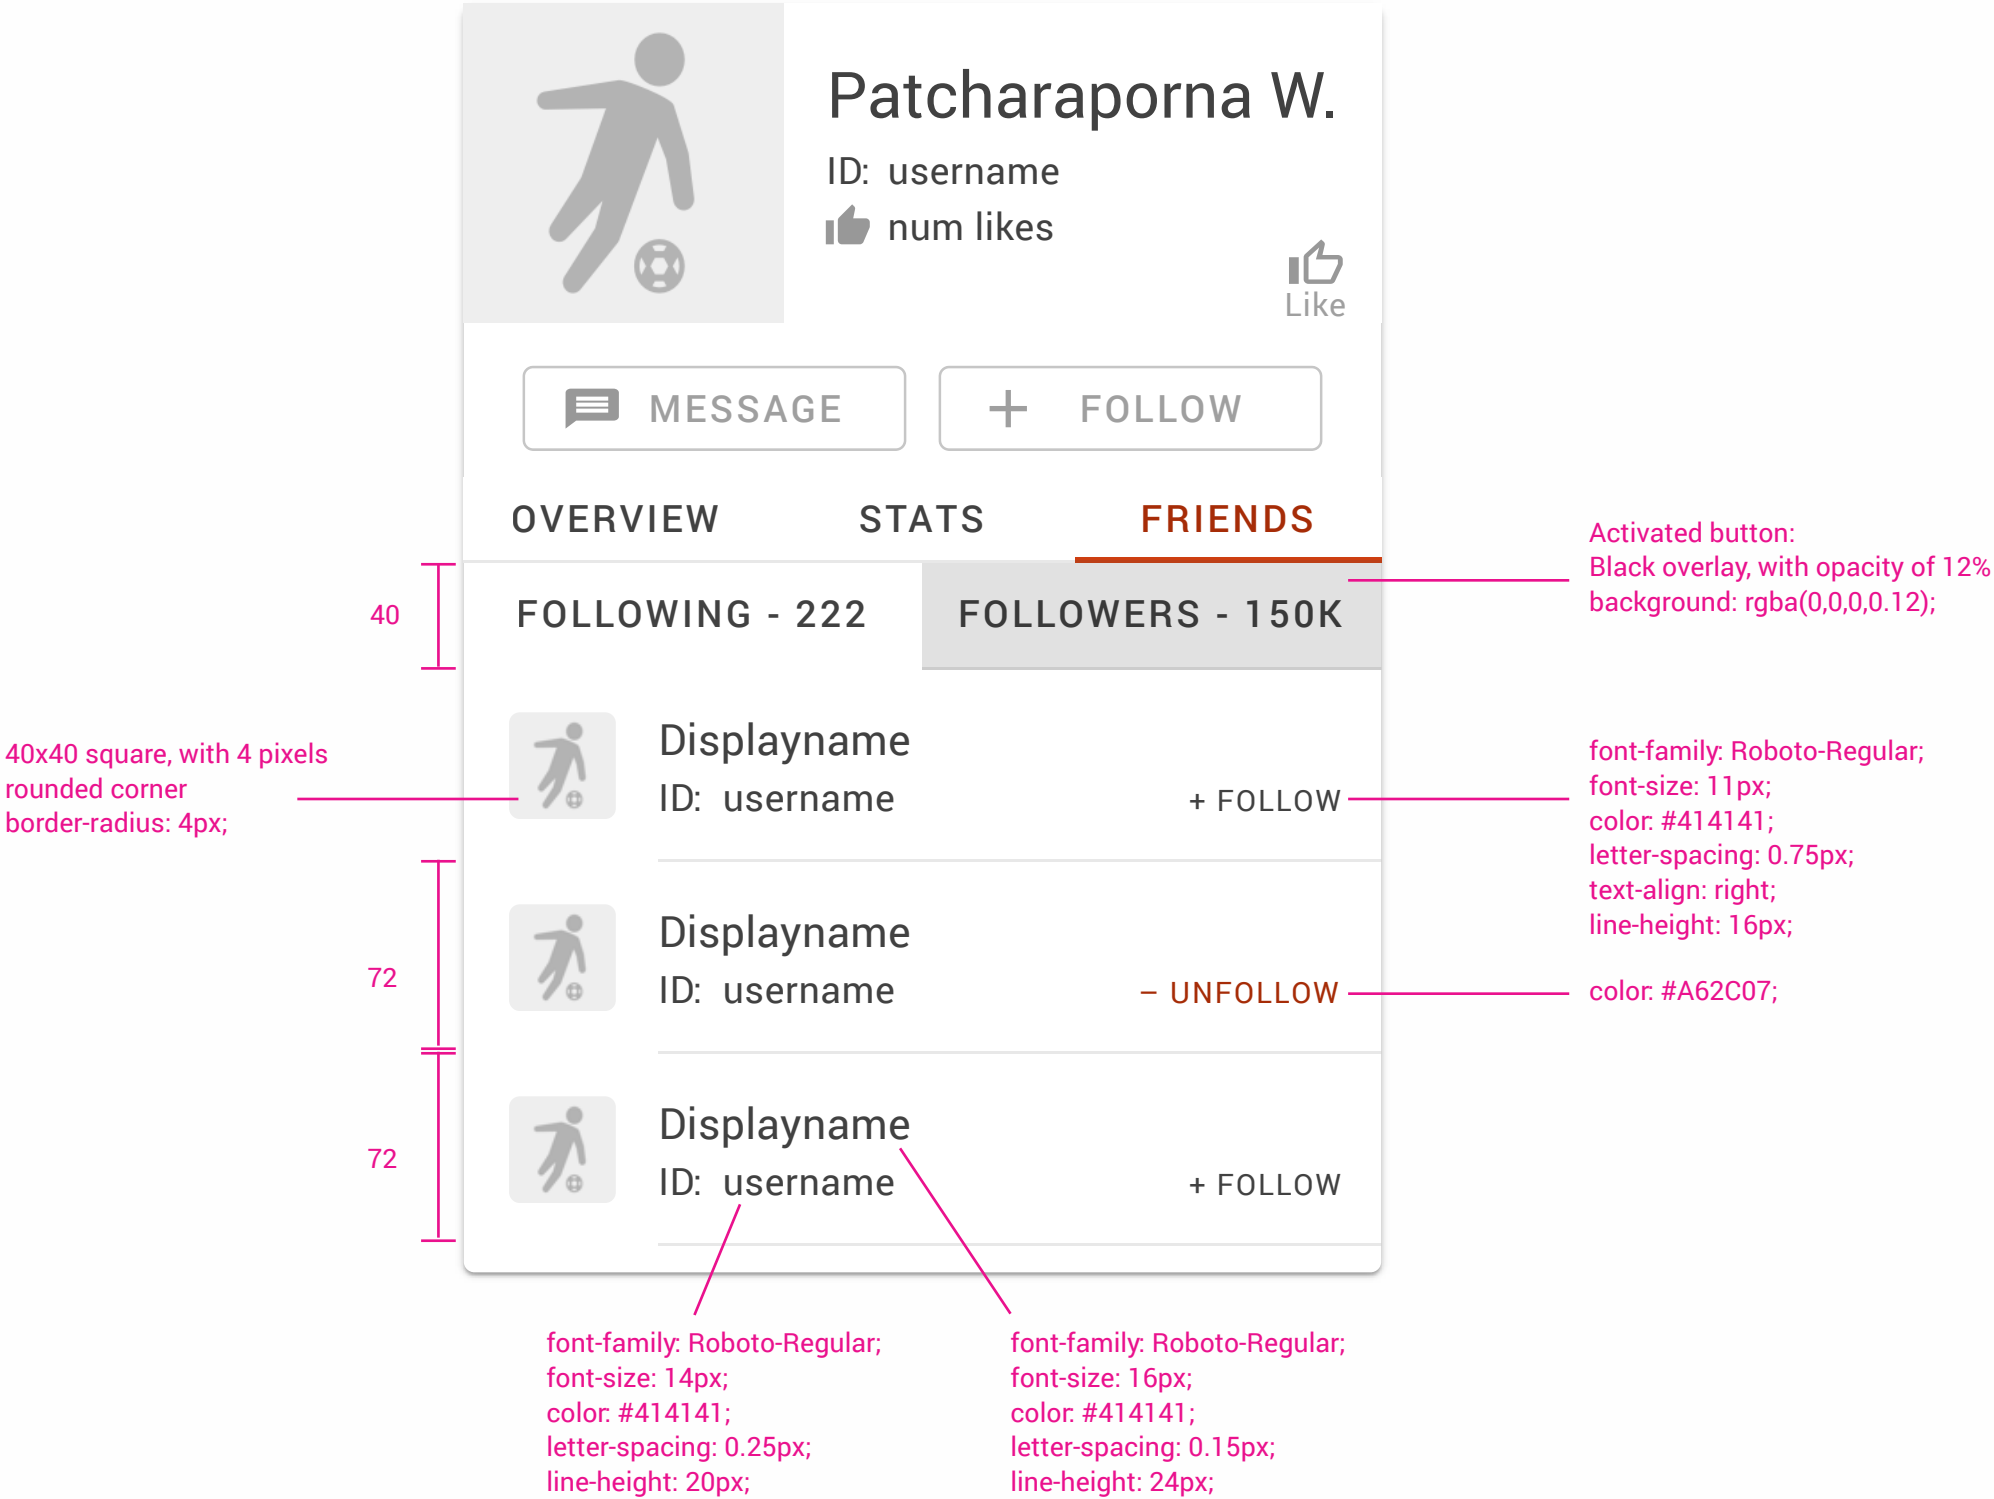 Patcharaporna W.
ID: username
num likes
Like
MESSAGE
+ FOLLOW
OVERVIEW STATS FRIENDS
Activated button:
Black overlay, with opacity of 12%
background: rgba(0,0,0,0.12);
40
FOLLOWING - 222 FOLLOWERS - 150K
40x40 square, with 4 pixels
rounded corner
border-radius: 4px;
Displayname
ID: username
+ FOLLOW
font-family: Roboto-Regular;
font-size: 11px;
color: #414141;
letter-spacing: 0.75px;
text-align: right;
line-height: 16px;
72
Displayname
ID: username
– UNFOLLOW
color: #A62C07;
72
Displayname
ID: username
+ FOLLOW
font-family: Roboto-Regular;
font-size: 14px;
color: #414141;
letter-spacing: 0.25px;
line-height: 20px;
font-family: Roboto-Regular;
font-size: 16px;
color: #414141;
letter-spacing: 0.15px;
line-height: 24px;